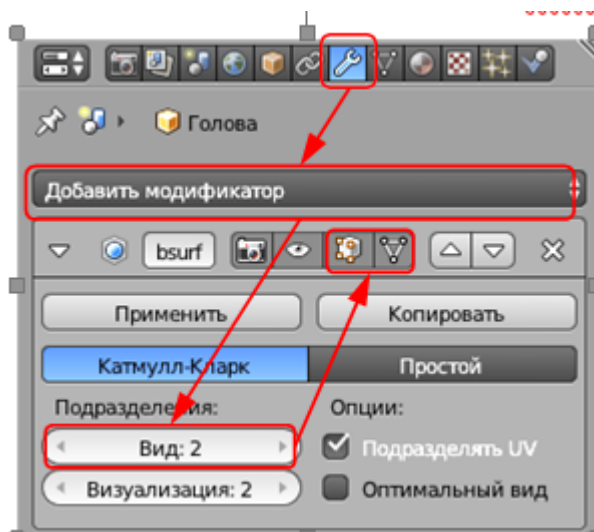 Голова
Добавить модификатор
bsurf
Применить Копировать
Катмулл-Кларк Простой
Подразделения: Опции:
Вид: 2 Подразделять UV
Визуализация: 2 Оптимальный вид